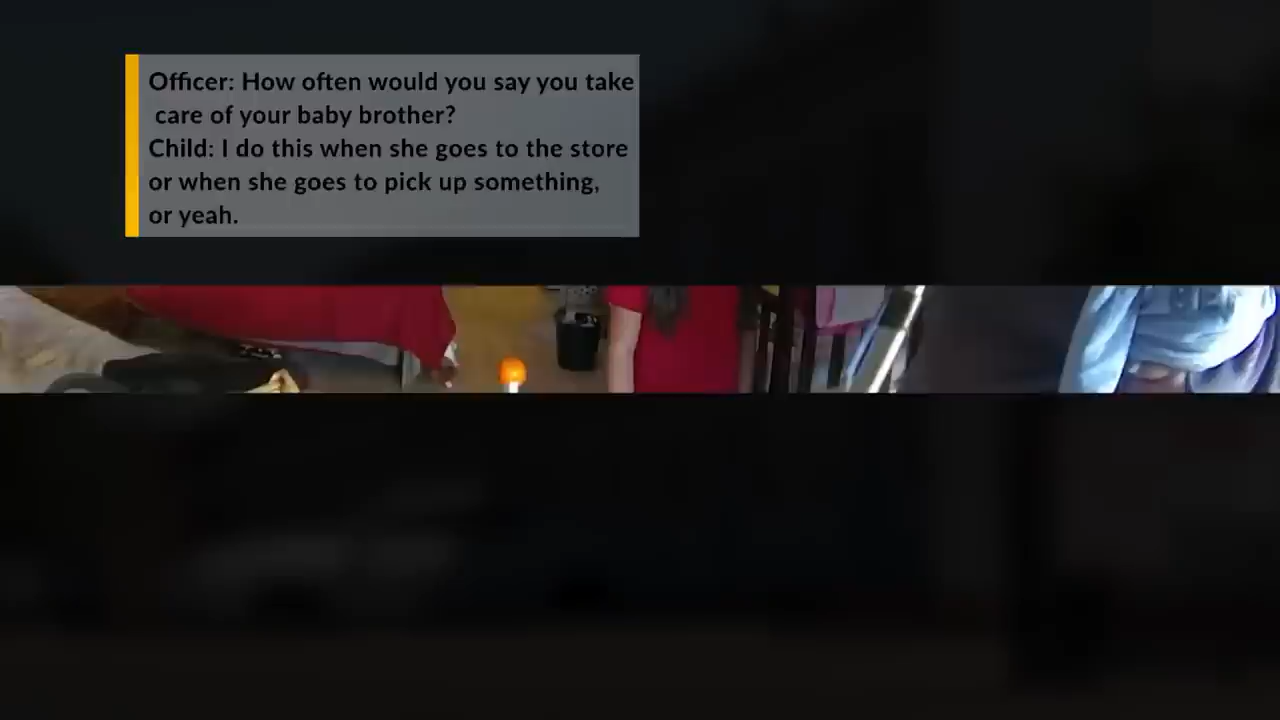 Officer: How often would you say you take
care of your baby brother?
Child: I do this when she goes to the store
or when she goes to pick up something,
or yeah.